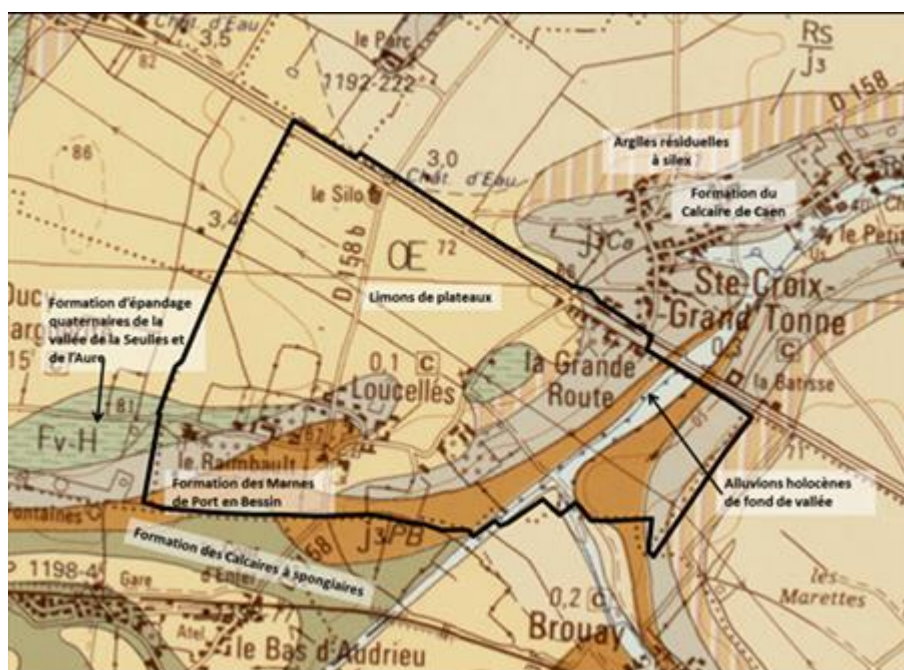 Chât. d'Eau
3,5
82
le Parc
1192-222
RS
J3
D 158
Argiles résiduelles
à silex
86
3,0
Chât. d'Eau
le Silo
Formation du
Calcaire de Caen
3,4
Œ 72
D 158 b
le Petit
Limons de plateaux
Ste-Croix-
-Grand Tonne
Formation d'épandage
quaternaires de la
vallée de la Seulles et
de l'Aure
15'
0,1 C
Loucelles
la Grande
Route
0,3 C
la Batisse
81
Fv-H
67
le Raimbault
Formation des Marnes
de Port en Bessin
71
Alluvions holocènes
de fond de vallée
J3PB
58
Formation des Calcaires à spongiaires
1198-4
Gare
77
0,2 C
les
Marettes
Brouay
Atel.
le Bas d'Audrieu